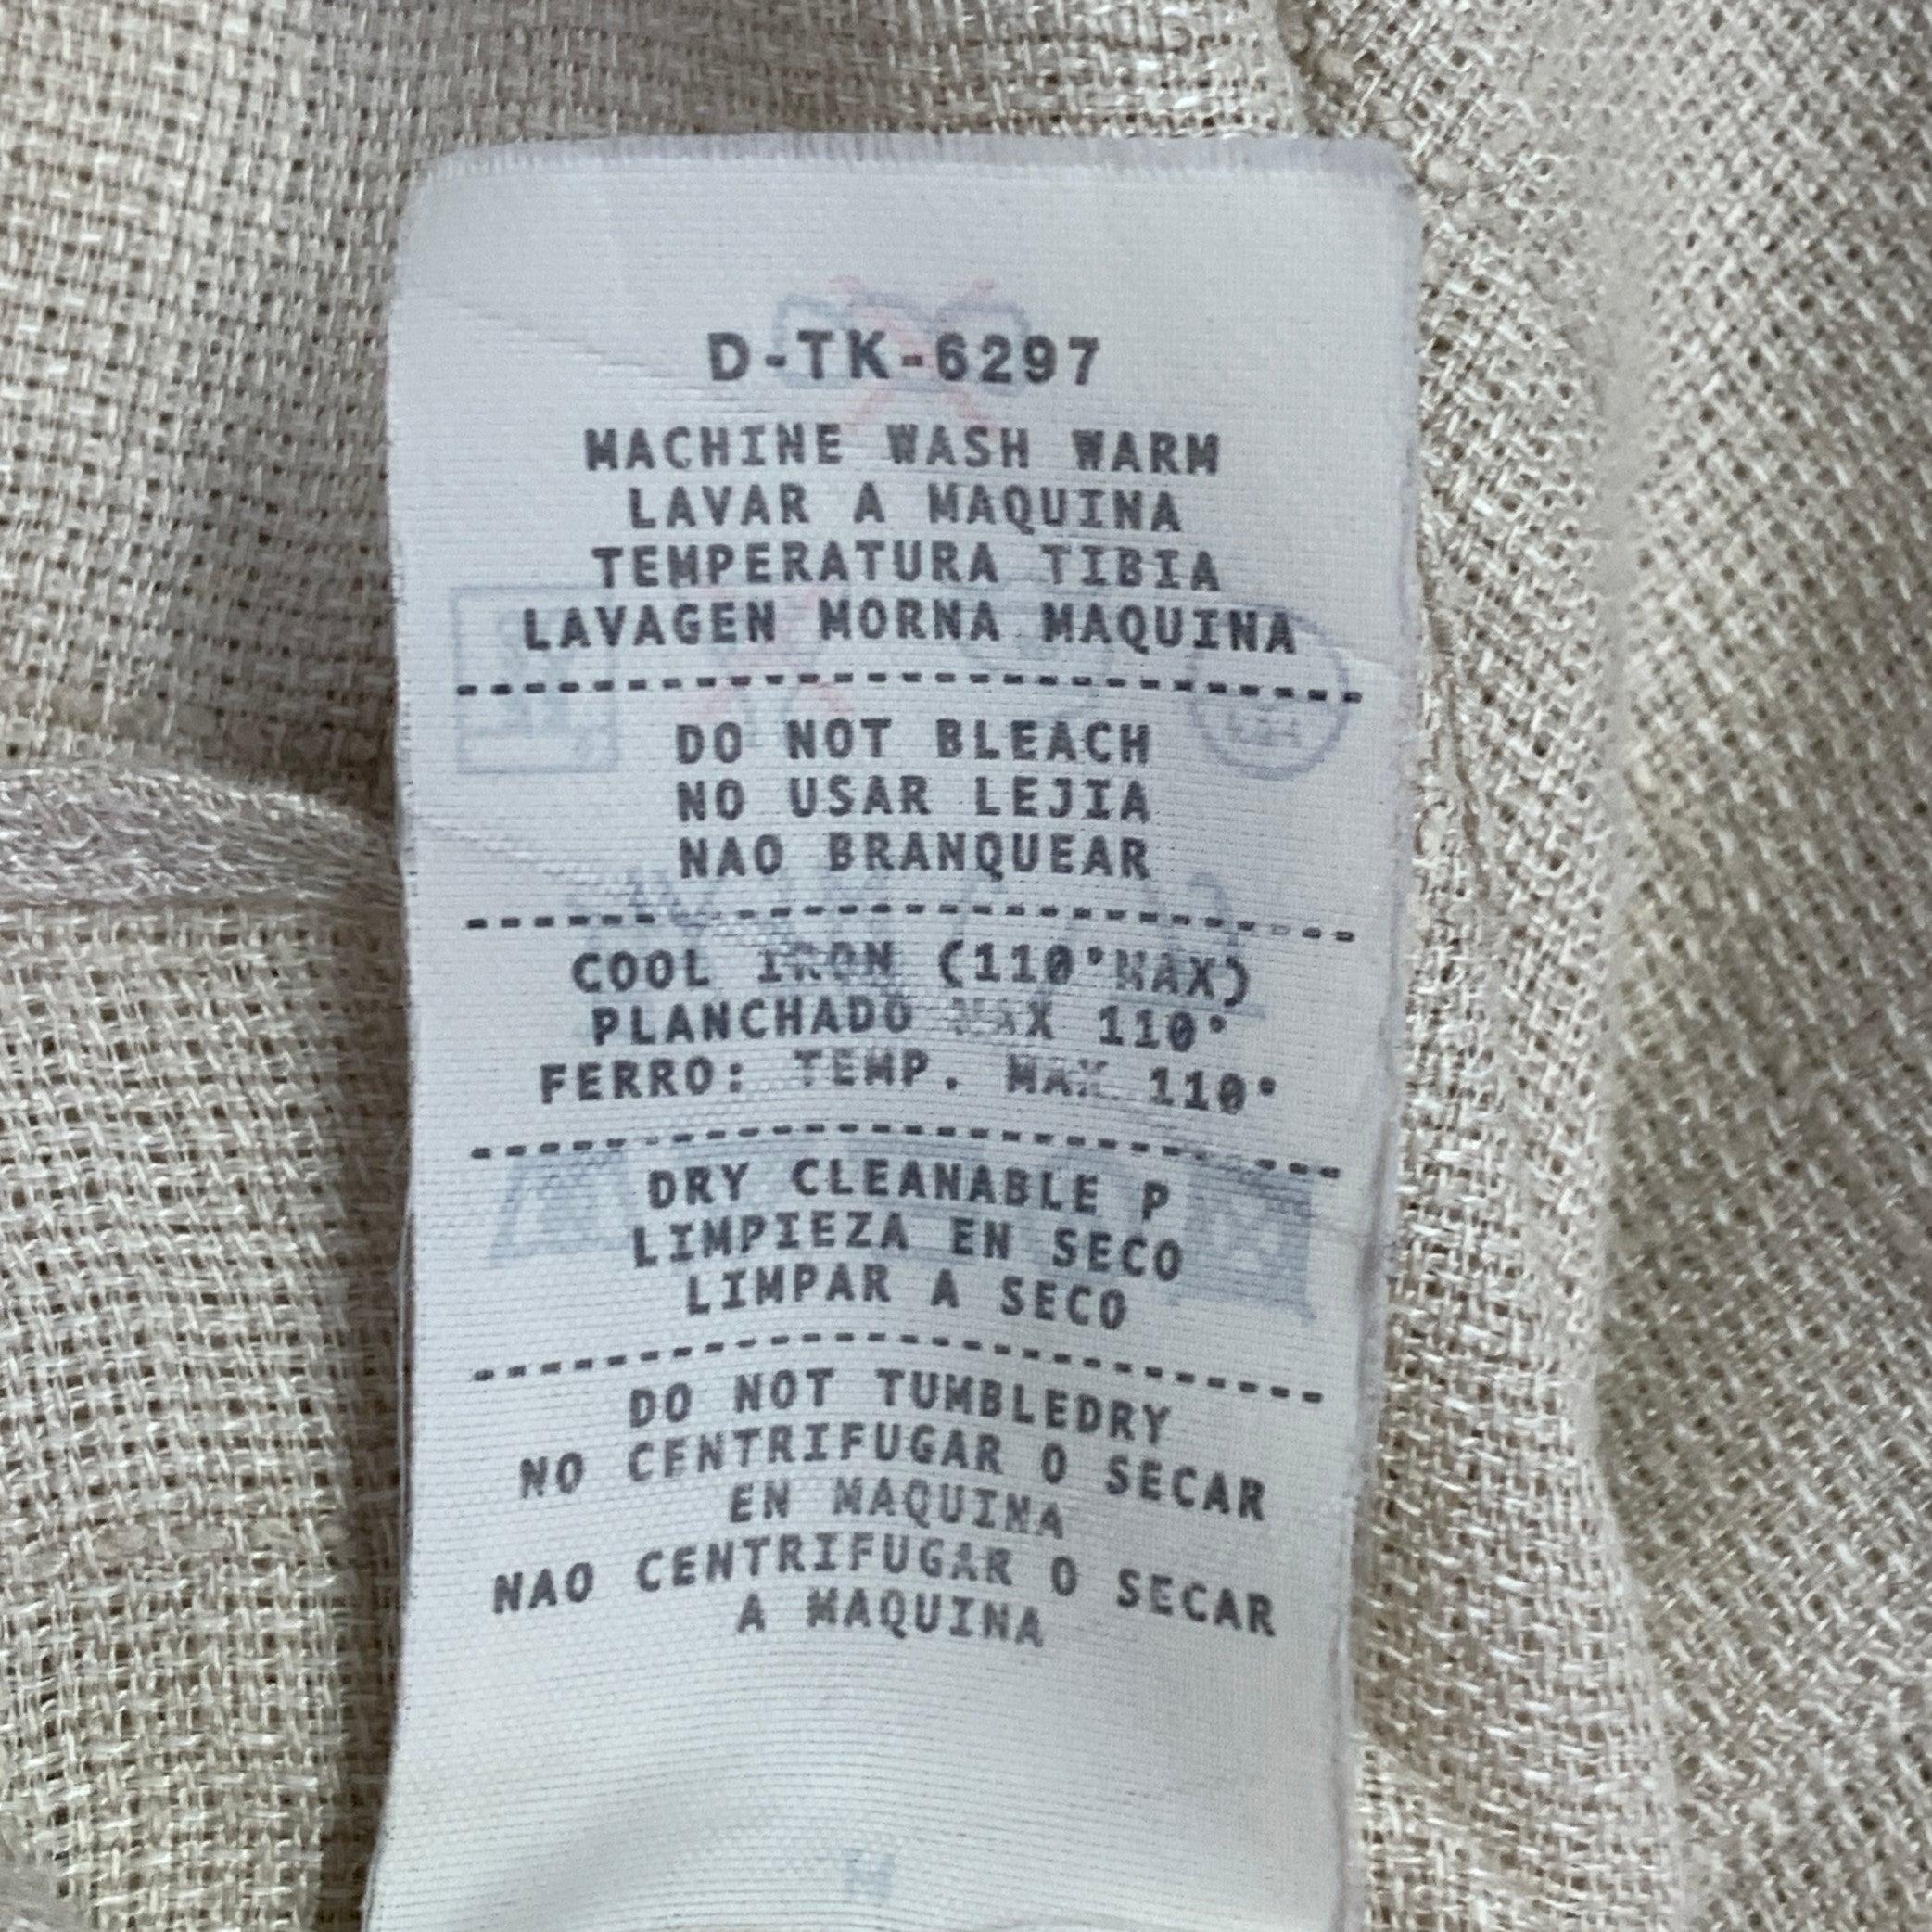 D-TK-6297
MACHINE WASH WARM
LAVAR A MAQUINA
TEMPERATURA TIBIA
LAVAGEN MORNA MAQUINA
DO NOT BLEACH
NO USAR LEJIA
NAO BRANQUEAR
COOL IRON (110°MAX)
PLANCHADO MAX 110°
FERRO: TEMP. MAX 110°
DRY CLEANABLE P
LIMPIEZA EN SECO
LIMPAR A SECO
DO NOT TUMBLEDRY
NO CENTRIFUGAR O SECAR
EN MAQUINA
NAO CENTRIFUGAR O SECAR
A MAQUINA